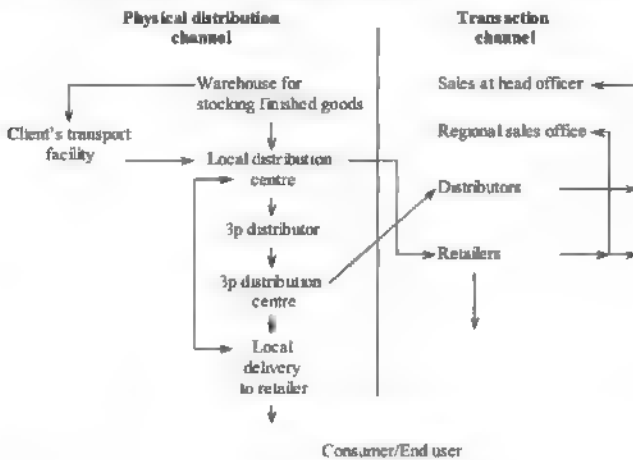 Physical distribution
channel
Transaction
channel
Warehouse for
stocking finished goods
Sales at head officer
Client's transport
facility
Regional sales office
Local distribution
centre
Distributors
3p distributor
Retailers
3p distribution
centre
Local
delivery
to retailer
Consumer/End user